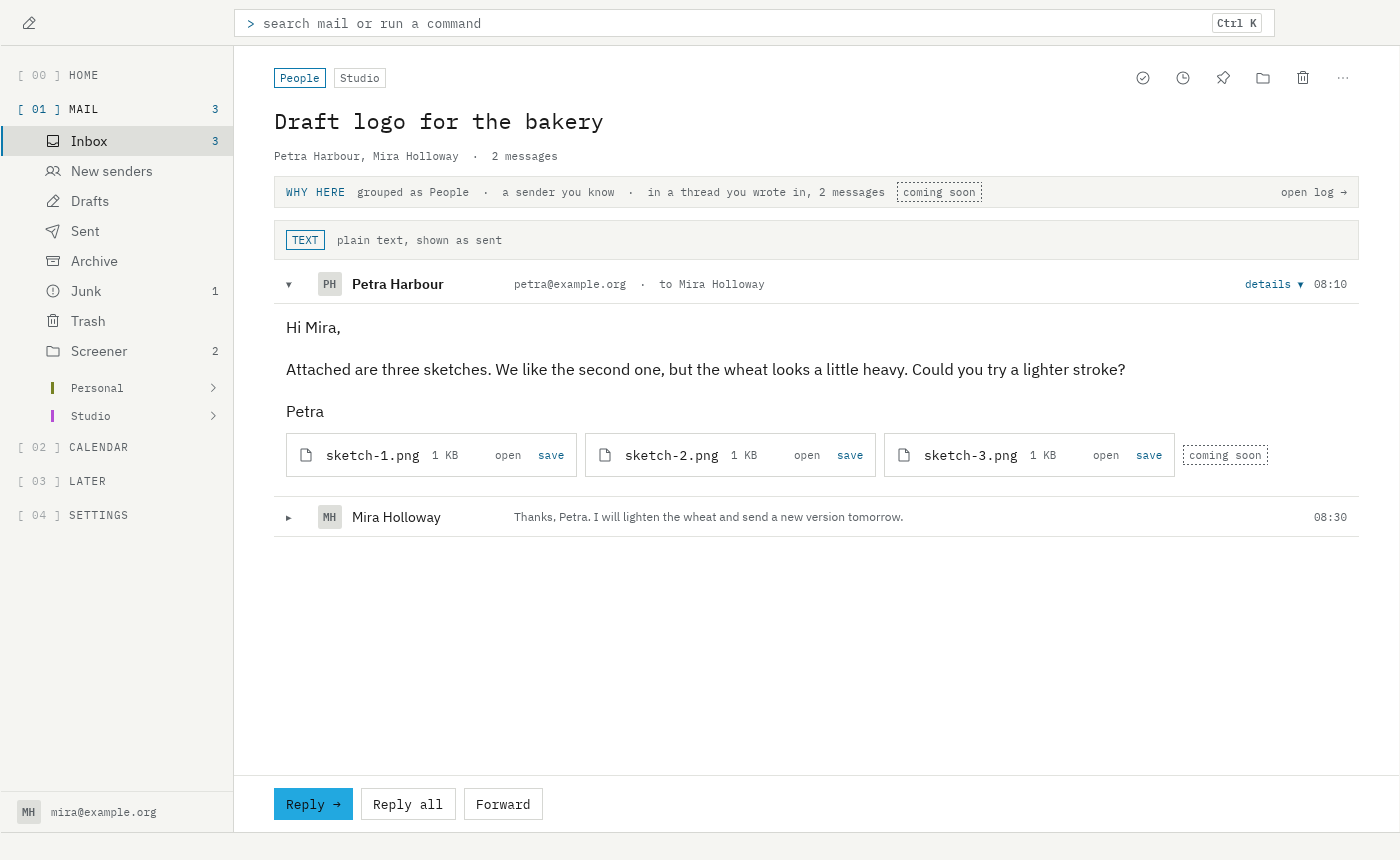 > search mail or run a command Ctrl K
[ 00 ] HOME
[ 01 ] MAIL 3
Inbox 3
New senders
Drafts
Sent
Archive
Junk 1
Trash
Screener 2
Personal
Studio
[ 02 ] CALENDAR
[ 03 ] LATER
[ 04 ] SETTINGS
MH mira@example.org
People Studio
Draft logo for the bakery
Petra Harbour, Mira Holloway · 2 messages
WHY HERE grouped as People · a sender you know · in a thread you wrote in, 2 messages coming soon open log →
TEXT plain text, shown as sent
▾ PH Petra Harbour petra@example.org · to Mira Holloway details ▾ 08:10
Hi Mira,
Attached are three sketches. We like the second one, but the wheat looks a little heavy. Could you try a lighter stroke?
Petra
sketch-1.png 1 KB open save sketch-2.png 1 KB open save sketch-3.png 1 KB open save coming soon
▸ MH Mira Holloway Thanks, Petra. I will lighten the wheat and send a new version tomorrow. 08:30
Reply → Reply all Forward